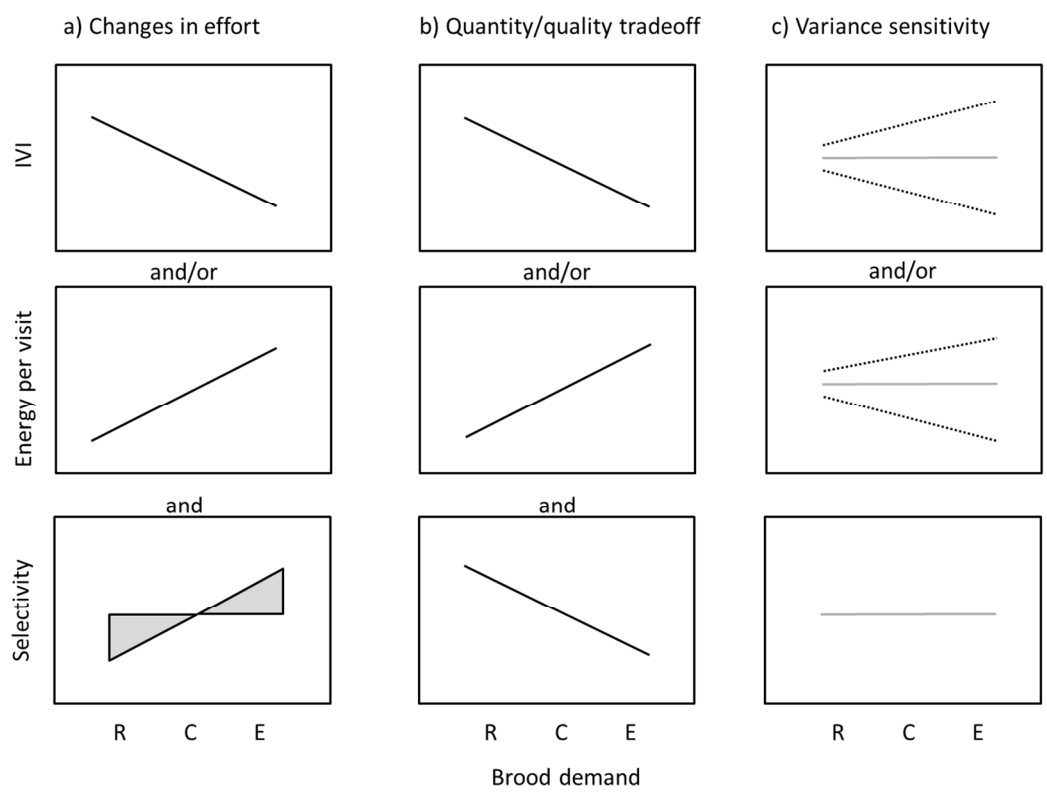 a) Changes in effort
b) Quantity/quality tradeoff
c) Variance sensitivity
IVI
and/or
and/or
and/or
Energy per visit
and
and
Selectivity
R C E
R C E
R C E
Brood demand